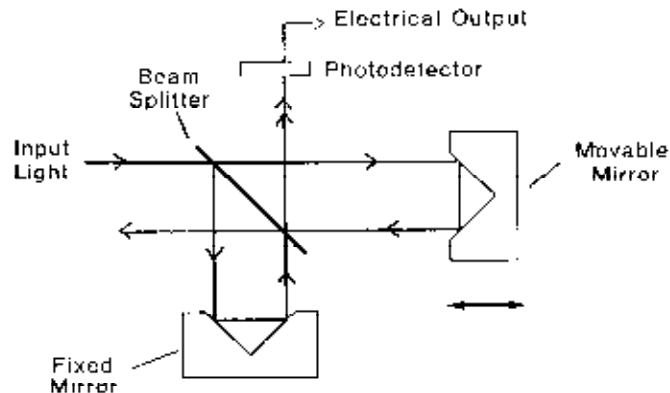 Electrical Output
Photodetector
Beam
Splitter
Input
Light
Movable
Mirror
Fixed
Mirror